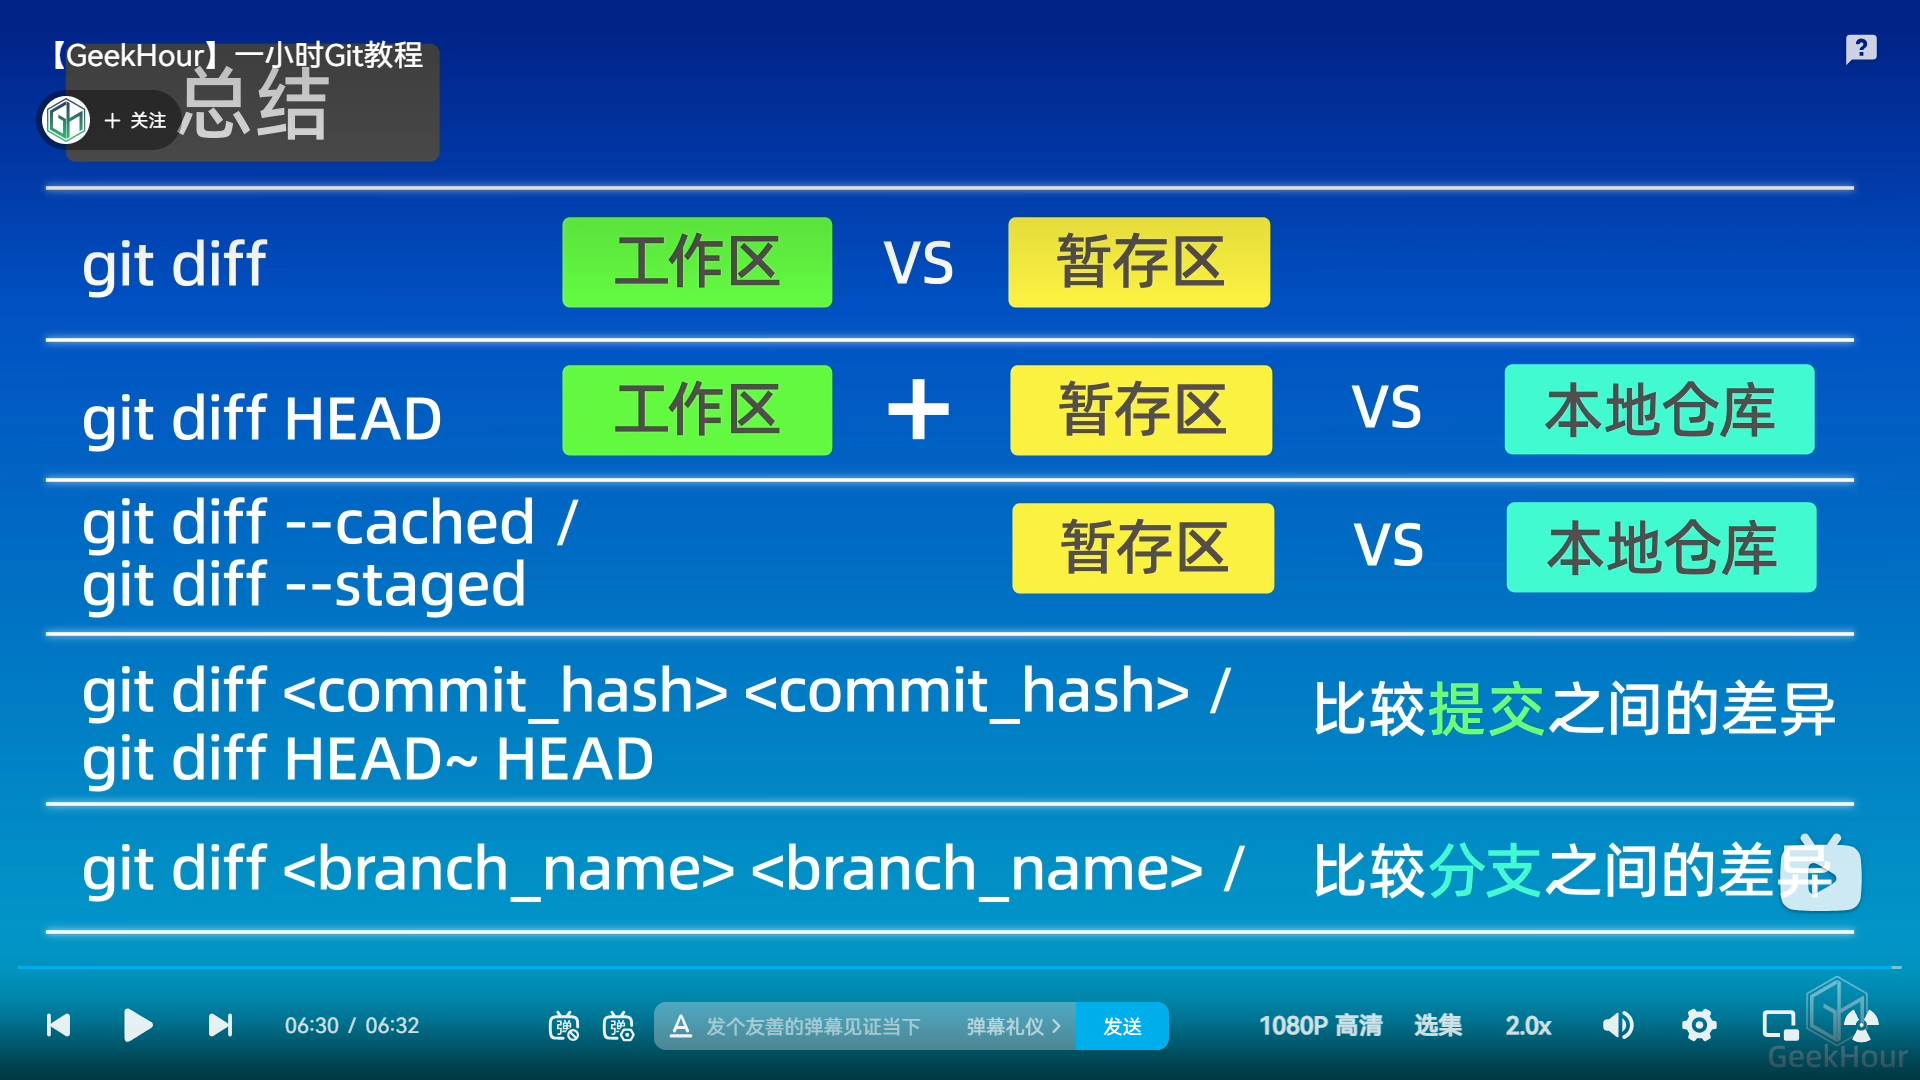 【GeekHour】一小时Git教程
总结
+ 关注
git diff 工作区 VS 暂存区
git diff HEAD 工作区 + 暂存区 VS 本地仓库
git diff --cached /
git diff --staged
暂存区 VS 本地仓库
git diff <commit_hash> <commit_hash> /
git diff HEAD~ HEAD
比较提交之间的差异
git diff <branch_name> <branch_name> / 比较分支之间的差异
06:30 / 06:32 弹 弹 A 发个友善的弹幕见证当下 弹幕礼仪 > 发送 1080P 高清 选集 2.0x
GeekHour